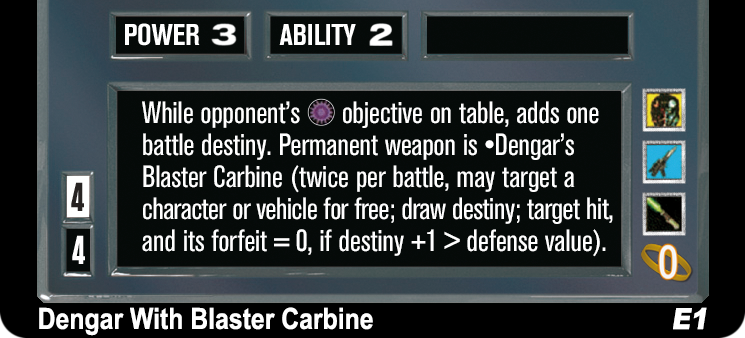 POWER 3 ABILITY 2
While opponent's objective on table, adds one
battle destiny. Permanent weapon is •Dengar's
Blaster Carbine (twice per battle, may target a
character or vehicle for free; draw destiny; target hit,
and its forfeit = 0, if destiny +1 > defense value).
4
4
0
Dengar With Blaster Carbine E1